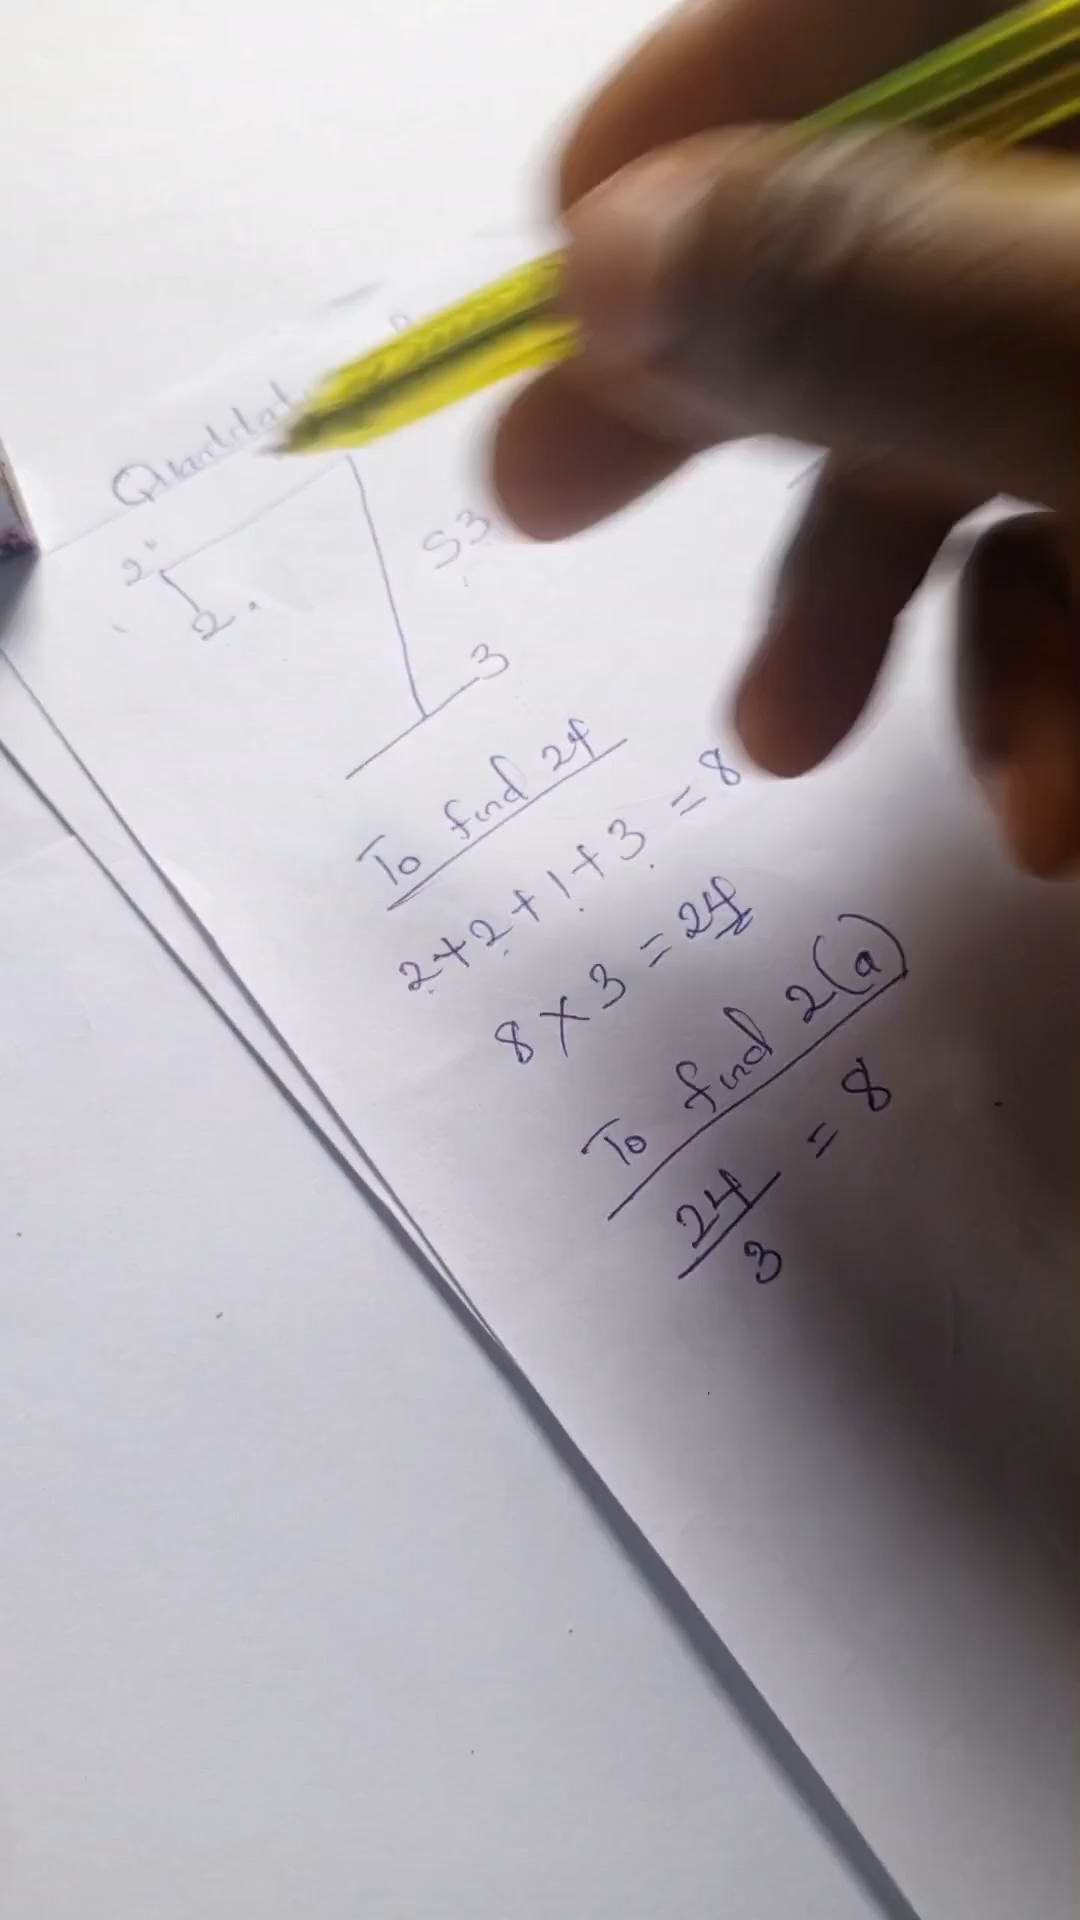 2
2
S3
3
To find 24
2+2+1+3 = 8
8 × 3 = 24
To find 2(a)
24/3 = 8